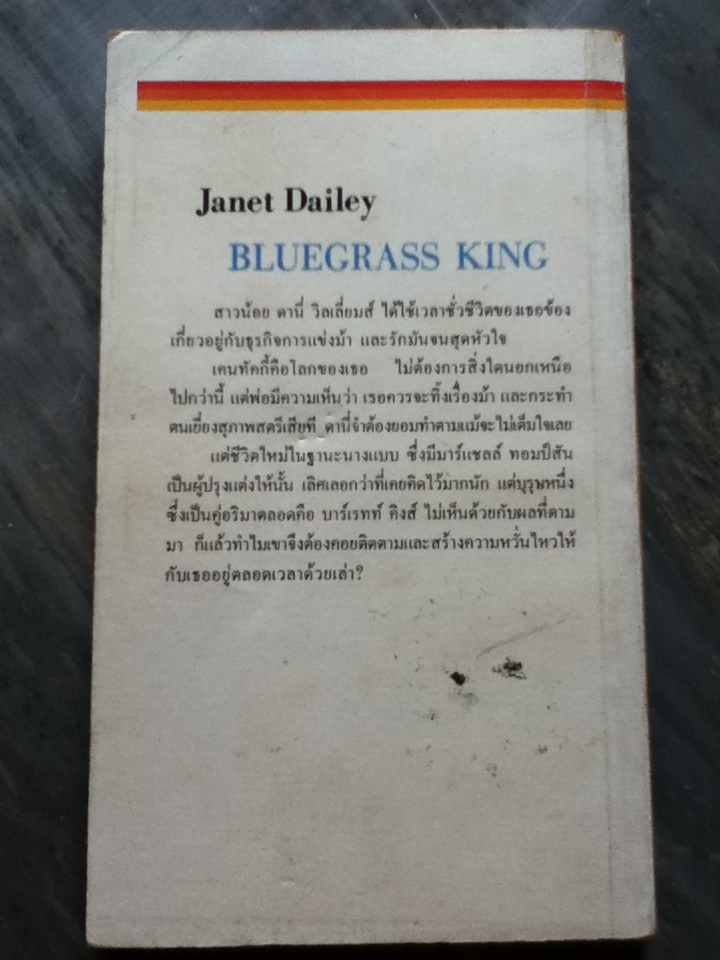 Janet Dailey
BLUEGRASS KING
สาวน้อย ดานี่ วิลเลี่ยมส์ ได้ใช้เวลาชั่วชีวิตของเธอข้อง
เกี่ยวอยู่กับธุรกิจการแข่งม้า และรักมันจนสุดหัวใจ
เคนทัคกี้คือโลกของเธอ ไม่ต้องการสิ่งใดนอกเหนือ
ไปกว่านี้ แต่พ่อมีความเห็นว่า เธอควรจะทิ้งเรื่องม้า และกระทำ
ตนเยี่ยงสุภาพสตรีเสียที ดานี่จำต้องยอมทำตามแม้จะไม่เต็มใจเลย
แต่ชีวิตใหม่ในฐานะนางแบบ ซึ่งมีมาร์แชลล์ ทอมป์สัน
เป็นผู้ปรุงแต่งให้นั้น เลิศเลอกว่าที่เคยคิดไว้มากนัก แต่บุรุษหนึ่ง
ซึ่งเป็นคู่อริมาตลอดคือ บาร์เรทท์ คิงส์ ไม่เห็นด้วยกับผลที่ตาม
มา ก็แล้วทำไมเขาจึงต้องคอยติดตามและสร้างความหวั่นไหวให้
กับเธออยู่ตลอดเวลาด้วยเล่า?